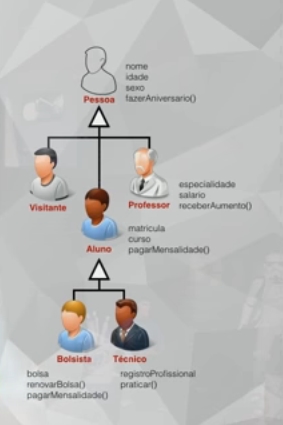 nome
idade
sexo
fazerAniversario()
Pessoa
Visitante
Professor
especialidade
salario
receberAumento()
Aluno
matricula
curso
pagarMensalidade()
Bolsista
Técnico
bolsa
renovarBolsa()
pagarMensalidade()
registroProfissional
praticar()